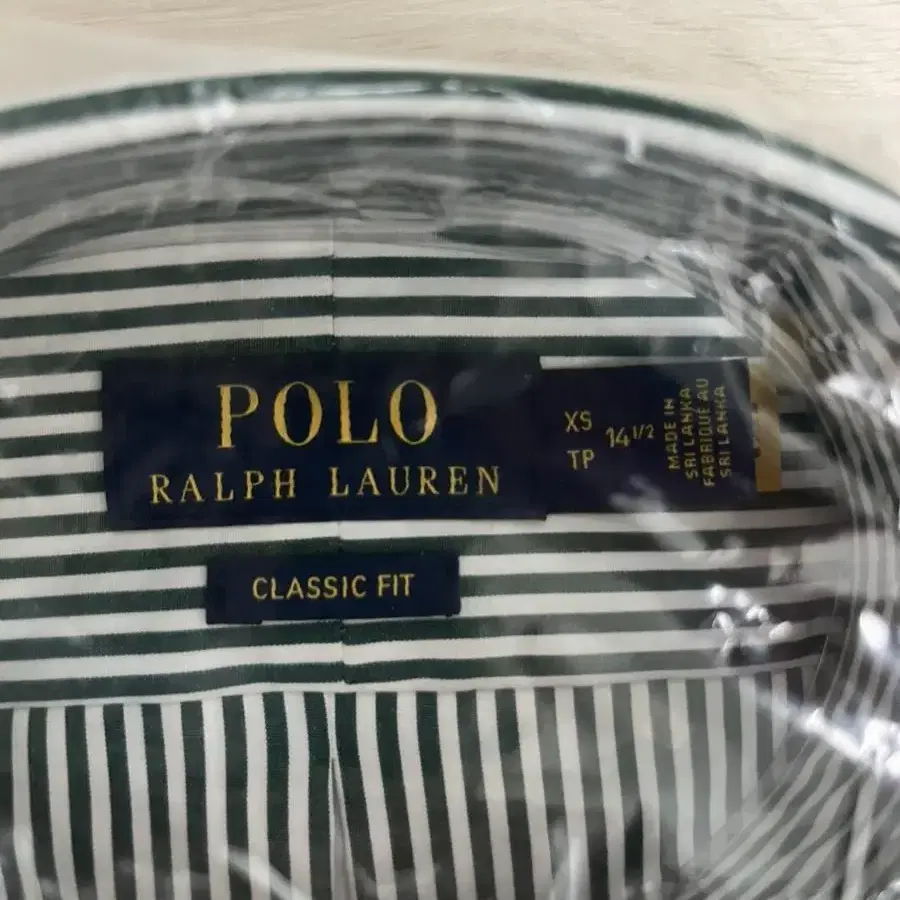 POLO
RALPH LAUREN
XS
TP
14 1/2
MADE IN
SRI LANKA
FABRIQUÉ AU
SRI LANKA
CLASSIC FIT